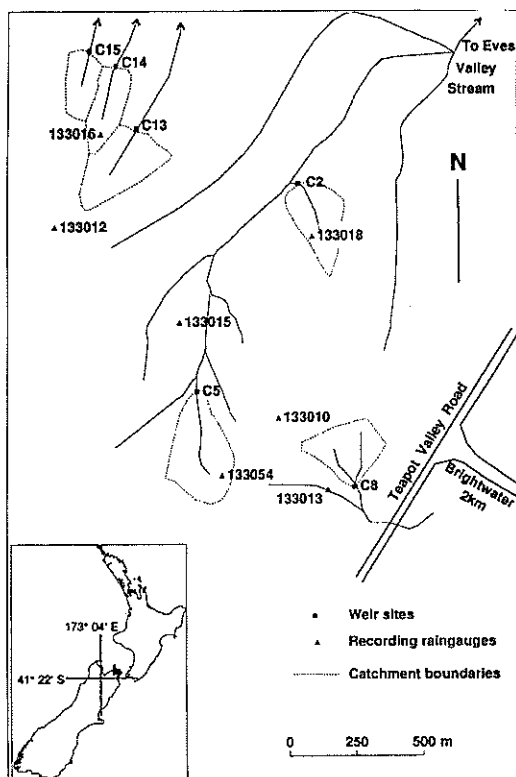 C15
C14
To Eves
Valley
Stream
133016
C13
N
C2
133012
133018
133015
C5
133010
Teapot Valley Road
133054
C8
133013
Brightwater
2km
173° 04' E
41° 22' S
Weir sites
Recording raingauges
Catchment boundaries
0 250 500 m